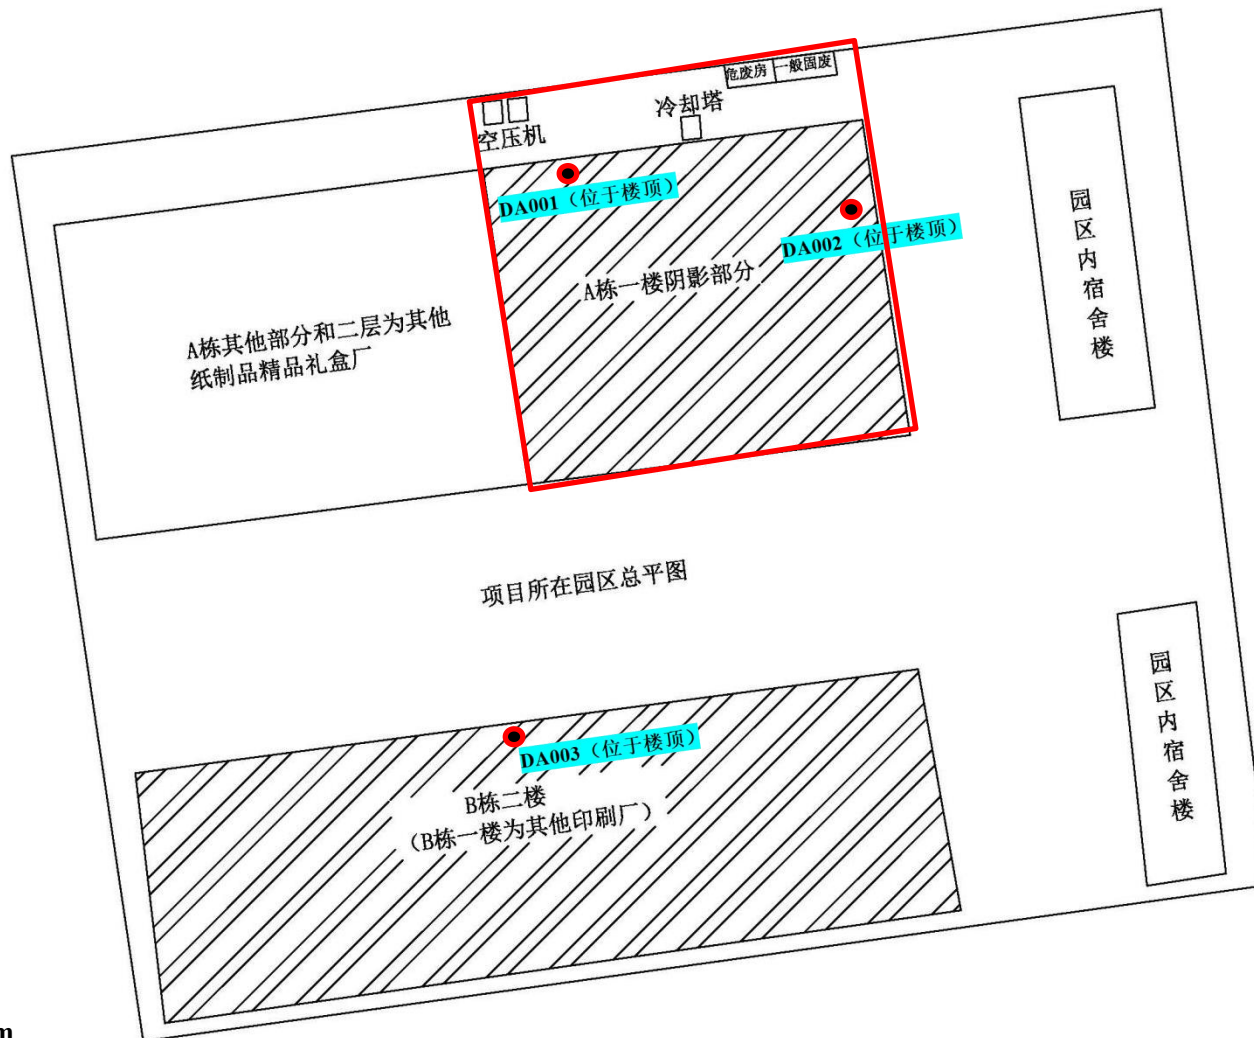 危废房
一般固废
冷却塔
空压机
DA001（位于楼顶）
DA002（位于楼顶）
A栋一楼阴影部分
A栋其他部分和二层为其他
纸制品精品礼盒厂
园区内宿舍楼
项目所在园区总平图
园区内宿舍楼
DA003（位于楼顶）
B栋二楼
（B栋一楼为其他印刷厂）